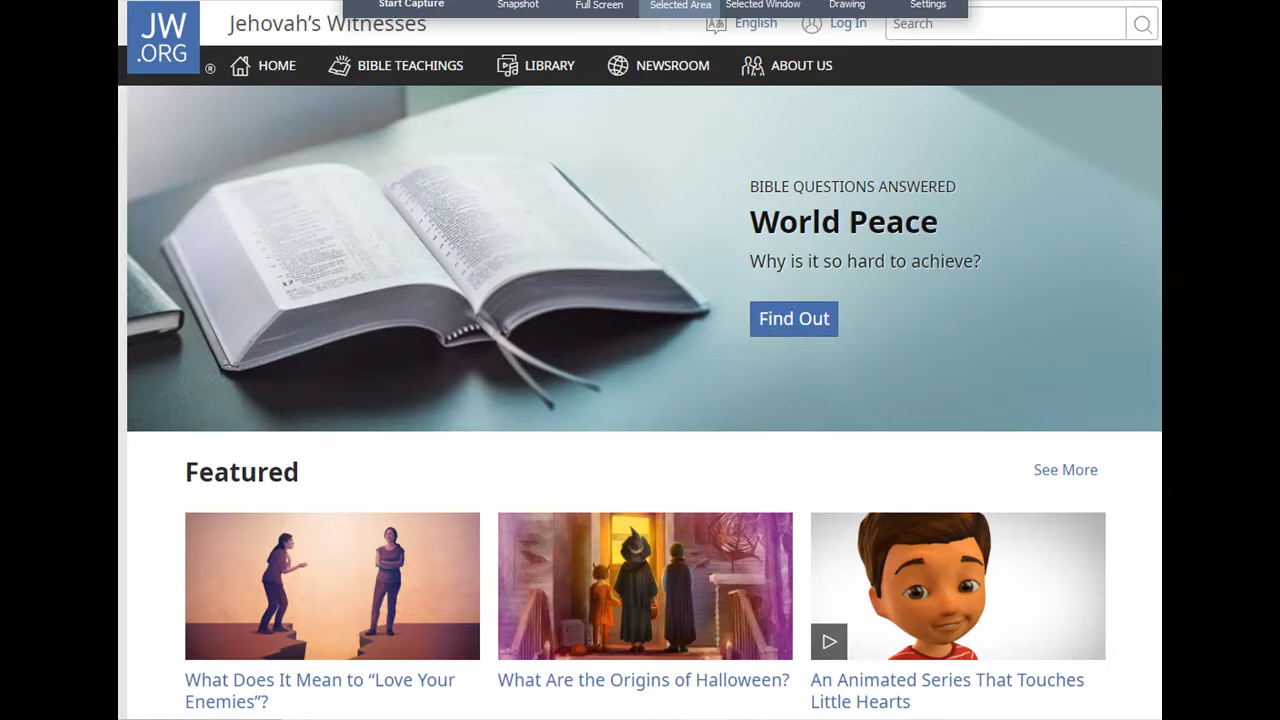 Start Capture Snapshot Full Screen Selected Area Selected Window Drawing Settings
JW
.ORG
®
Jehovah's Witnesses
English
Log In
Search
HOME
BIBLE TEACHINGS
LIBRARY
NEWSROOM
ABOUT US
BIBLE QUESTIONS ANSWERED
World Peace
Why is it so hard to achieve?
Find Out
17
Featured
See More
What Does It Mean to “Love Your
Enemies”?
What Are the Origins of Halloween?
An Animated Series That Touches
Little Hearts